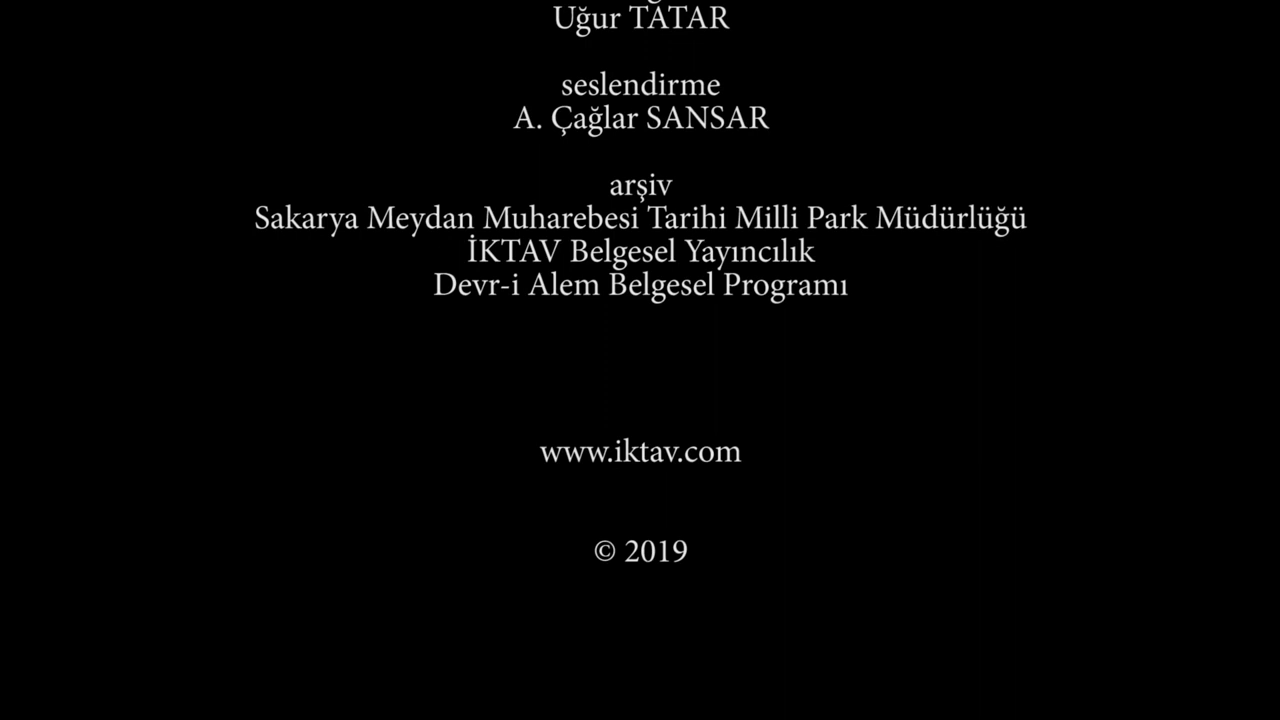 Uğur TATAR
seslendirme
A. Çağlar SANSAR
arşiv
Sakarya Meydan Muharebesi Tarihi Milli Park Müdürlüğü
İKTAV Belgesel Yayıncılık
Devr-i Alem Belgesel Programı
www.iktav.com
© 2019